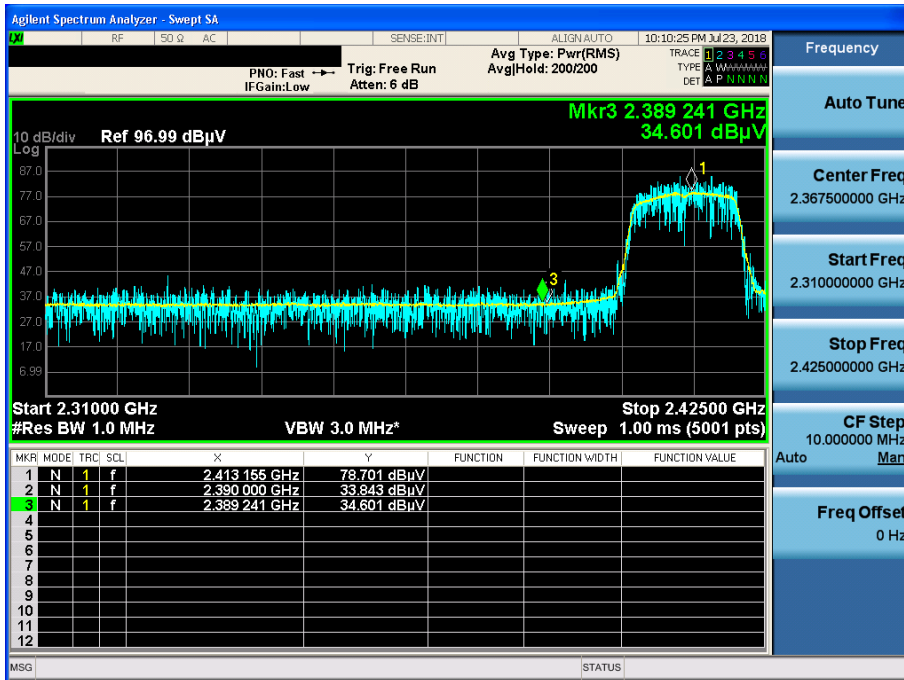 Agilent Spectrum Analyzer - Swept SA
LXI RF 50 Ω AC SENSE:INT ALIGN AUTO 10:10:25 PM Jul 23, 2018
PNO: Fast Trig: Free Run Avg Type: Pwr(RMS) TRACE 1 2 3 4 5 6
IFGain:Low Atten: 6 dB Avg|Hold: 200/200 TYPE A WWWWW
DET A P N N N N
Mkr3 2.389 241 GHz
34.601 dBµV
10 dB/div Ref 96.99 dBµV
Log
87.0
77.0
67.0
57.0
47.0
37.0
27.0
17.0
6.99
1
3
Start 2.31000 GHz Stop 2.42500 GHz
#Res BW 1.0 MHz VBW 3.0 MHz* Sweep 1.00 ms (5001 pts)
MKR MODE TRC SCL X Y FUNCTION FUNCTION WIDTH FUNCTION VALUE
1 N 1 f 2.413 155 GHz 78.701 dBµV
2 N 1 f 2.390 000 GHz 33.843 dBµV
3 N 1 f 2.389 241 GHz 34.601 dBµV
4
5
6
7
8
9
10
11
12
MSG STATUS
Frequency
Auto Tune
Center Freq
2.367500000 GHz
Start Freq
2.310000000 GHz
Stop Freq
2.425000000 GHz
CF Step
10.000000 MHz
Auto Man
Freq Offset
0 Hz